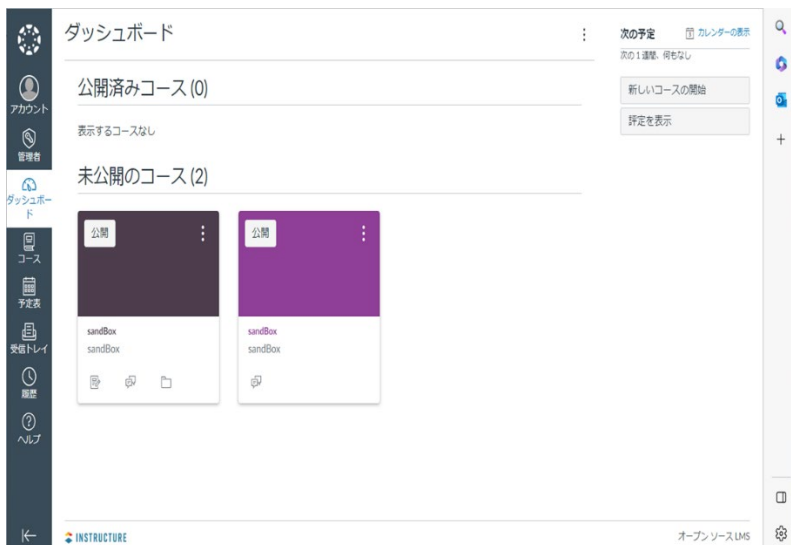 ダッシュボード
次の予定
カレンダーの表示
次の1週間、何もなし
新しいコースの開始
評定を表示
アカウント
管理者
ダッシュボー
ド
コース
予定表
受信トレイ
履歴
ヘルプ
公開済みコース (0)
表示するコースなし
未公開のコース (2)
公開
sandBox
sandBox
公開
sandBox
sandBox
INSTRUCTURE
オープン ソース LMS